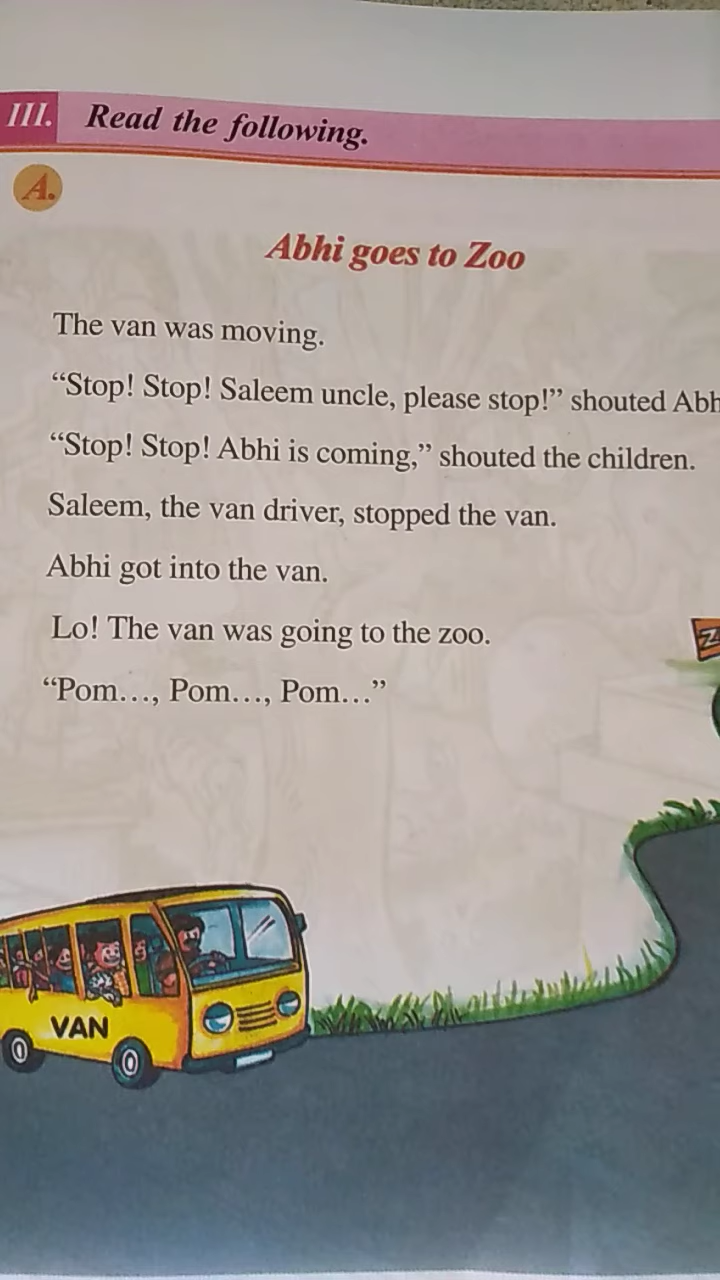 III. Read the following.
A.
Abhi goes to Zoo
The van was moving.
“Stop! Stop! Saleem uncle, please stop!” shouted Abh
“Stop! Stop! Abhi is coming,” shouted the children.
Saleem, the van driver, stopped the van.
Abhi got into the van.
Lo! The van was going to the zoo.
“Pom..., Pom..., Pom...”
VAN